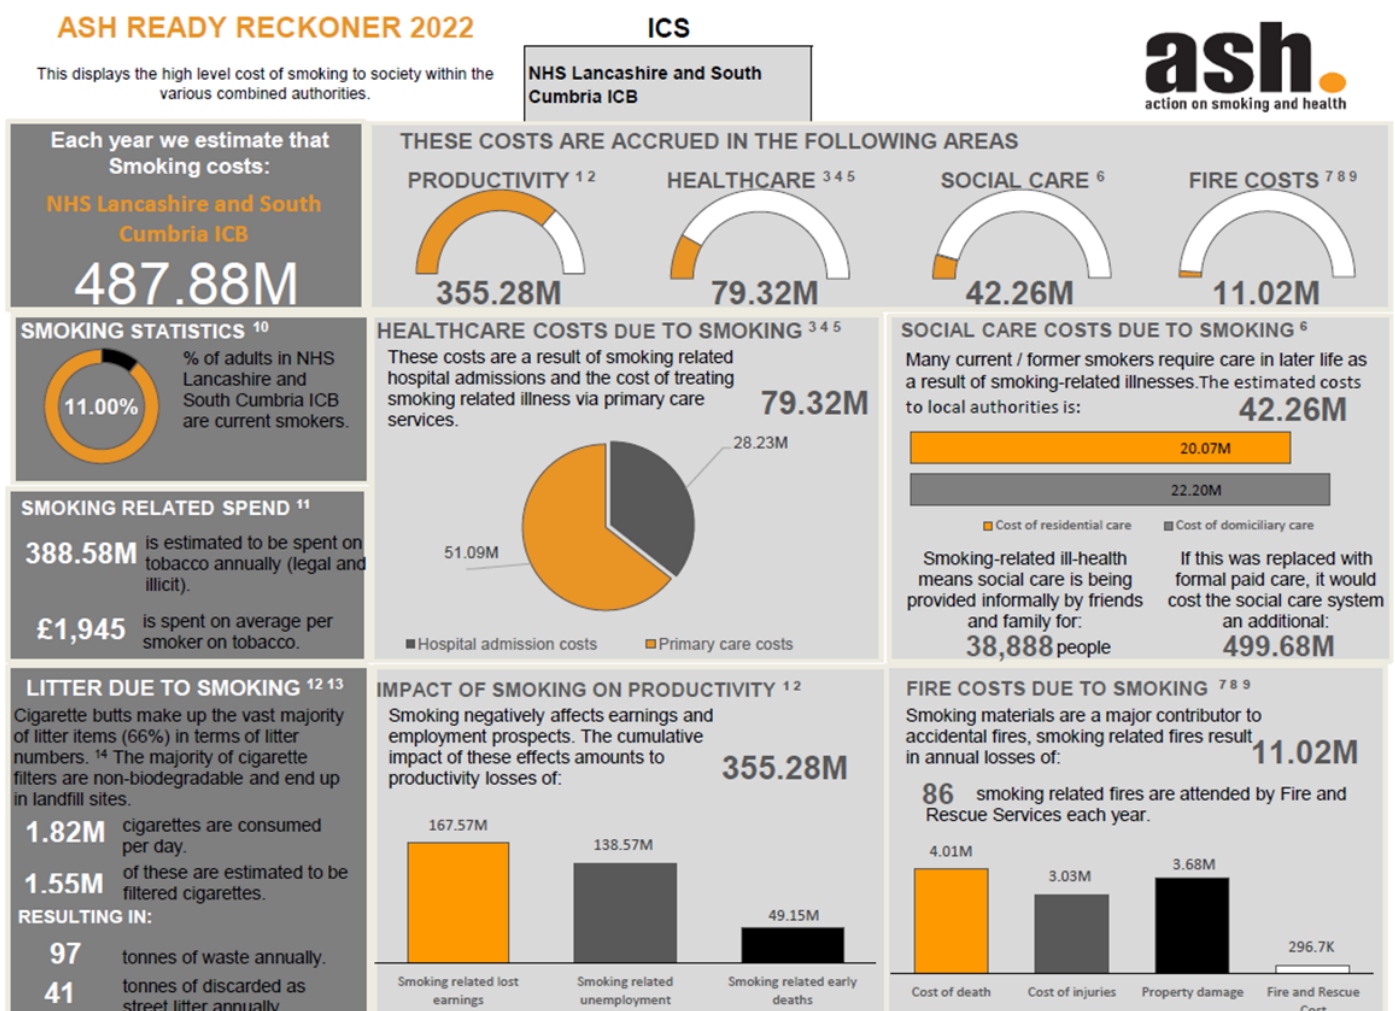 ASH READY RECKONER 2022
This displays the high level cost of smoking to society within the
various combined authorities.
ICS
NHS Lancashire and South
Cumbria ICB
ash.
action on smoking and health
Each year we estimate that
Smoking costs:
NHS Lancashire and South
Cumbria ICB
487.88M
THESE COSTS ARE ACCRUED IN THE FOLLOWING AREAS
PRODUCTIVITY 1 2
355.28M
HEALTHCARE 3 4 5
79.32M
SOCIAL CARE 6
42.26M
FIRE COSTS 7 8 9
11.02M
SMOKING STATISTICS 10
11.00%
% of adults in NHS
Lancashire and
South Cumbria ICB
are current smokers.
HEALTHCARE COSTS DUE TO SMOKING 3 4 5
These costs are a result of smoking related
hospital admissions and the cost of treating
smoking related illness via primary care
services.
79.32M
28.23M
51.09M
Hospital admission costs
Primary care costs
SOCIAL CARE COSTS DUE TO SMOKING 6
Many current / former smokers require care in later life as
a result of smoking-related illnesses.The estimated costs
to local authorities is:
42.26M
20.07M
22.20M
Cost of residential care
Cost of domiciliary care
Smoking-related ill-health
means social care is being
provided informally by friends
and family for:
38,888 people
If this was replaced with
formal paid care, it would
cost the social care system
an additional:
499.68M
SMOKING RELATED SPEND 11
388.58M
is estimated to be spent on
tobacco annually (legal and
illicit).
£1,945
is spent on average per
smoker on tobacco.
LITTER DUE TO SMOKING 12 13
Cigarette butts make up the vast majority
of litter items (66%) in terms of litter
numbers. 14 The majority of cigarette
filters are non-biodegradable and end up
in landfill sites.
1.82M
cigarettes are consumed
per day.
1.55M
of these are estimated to be
filtered cigarettes.
RESULTING IN:
97
tonnes of waste annually.
41
tonnes of discarded as
street litter annually
IMPACT OF SMOKING ON PRODUCTIVITY 1 2
Smoking negatively affects earnings and
employment prospects. The cumulative
impact of these effects amounts to
productivity losses of:
355.28M
167.57M
138.57M
49.15M
Smoking related lost
earnings
Smoking related
unemployment
Smoking related early
deaths
FIRE COSTS DUE TO SMOKING 7 8 9
Smoking materials are a major contributor to
accidental fires, smoking related fires result
in annual losses of:
11.02M
86 smoking related fires are attended by Fire and
Rescue Services each year.
4.01M
3.03M
3.68M
296.7K
Cost of death
Cost of injuries
Property damage
Fire and Rescue
Cost